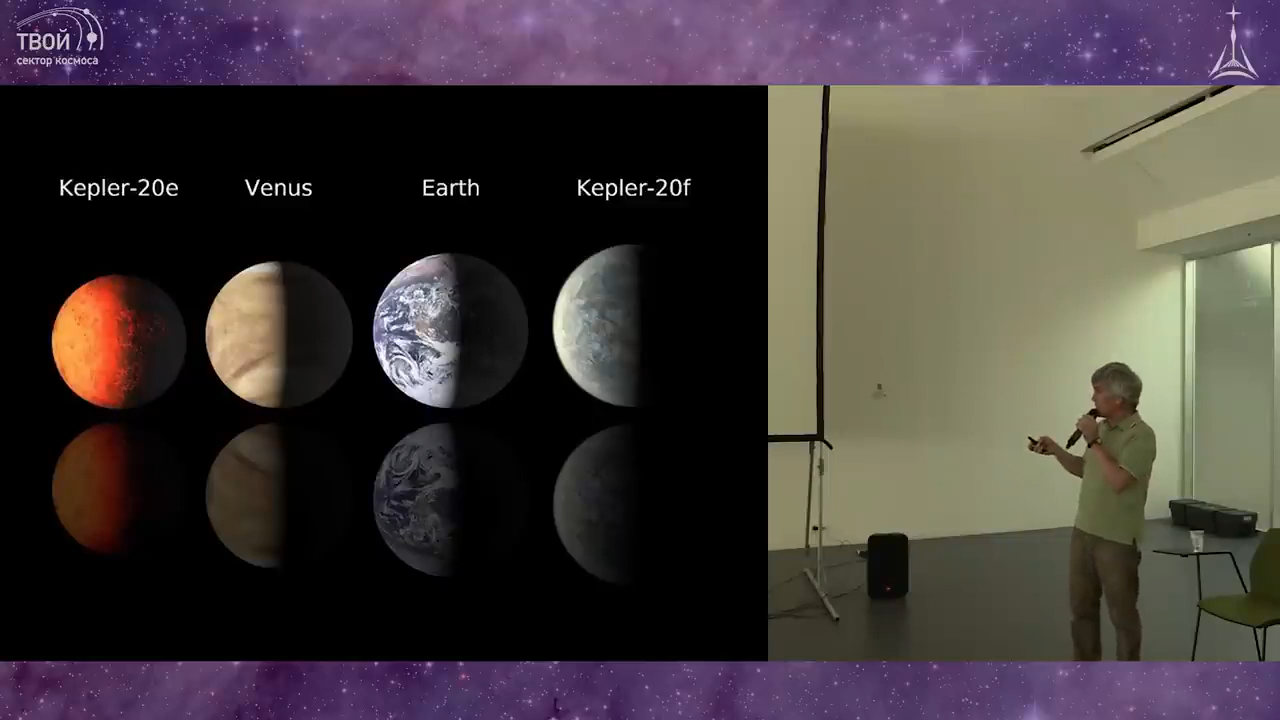 ТВОЙ
сектор космоса
Kepler-20e
Venus
Earth
Kepler-20f